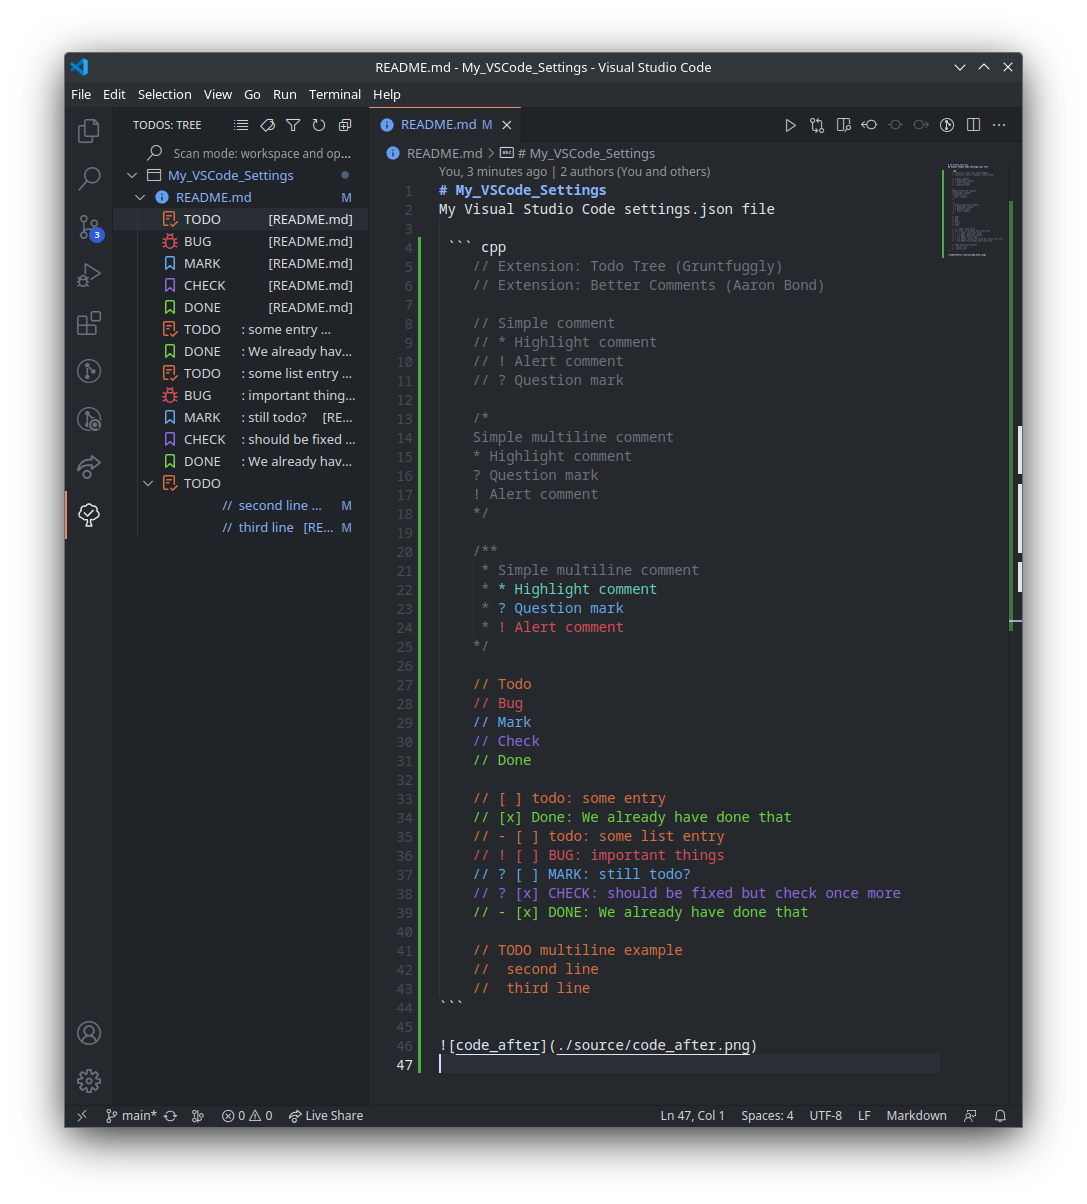 README.md - My_VSCode_Settings - Visual Studio Code
File Edit Selection View Go Run Terminal Help
TODOS: TREE
Scan mode: workspace and op...
My_VSCode_Settings
README.md M
TODO [README.md]
BUG [README.md]
MARK [README.md]
CHECK [README.md]
DONE [README.md]
TODO : some entry ...
DONE : We already hav...
TODO : some list entry ...
BUG : important thing...
MARK : still todo? [RE...
CHECK : should be fixed ...
DONE : We already hav...
TODO
// second line ... M
// third line [RE... M
3
README.md M
README.md > # My_VSCode_Settings
You, 3 minutes ago | 2 authors (You and others)
1 # My_VSCode_Settings
2 My Visual Studio Code settings.json file
3
4 ``` cpp
5 // Extension: Todo Tree (Gruntfuggly)
6 // Extension: Better Comments (Aaron Bond)
7
8 // Simple comment
9 // * Highlight comment
10 // ! Alert comment
11 // ? Question mark
12
13 /*
14 Simple multiline comment
15 * Highlight comment
16 ? Question mark
17 ! Alert comment
18 */
19
20 /**
21 * Simple multiline comment
22 * * Highlight comment
23 * ? Question mark
24 * ! Alert comment
25 */
26
27 // Todo
28 // Bug
29 // Mark
30 // Check
31 // Done
32
33 // [ ] todo: some entry
34 // [x] Done: We already have done that
35 // - [ ] todo: some list entry
36 // ! [ ] BUG: important things
37 // ? [ ] MARK: still todo?
38 // ? [x] CHECK: should be fixed but check once more
39 // - [x] DONE: We already have done that
40
41 // TODO multiline example
42 //  second line
43 //  third line
44 ```
45
46 ![code_after](./source/code_after.png)
47
main* 0 0 Live Share
Ln 47, Col 1 Spaces: 4 UTF-8 LF Markdown